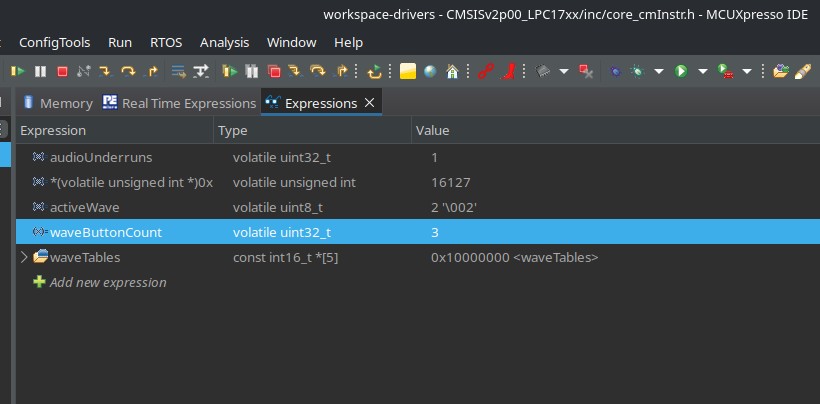 workspace-drivers - CMSISv2p00_LPC17xx/inc/core_cmInstr.h - MCUXpresso IDE
ConfigTools Run RTOS Analysis Window Help
Memory Real Time Expressions Expressions
Expression Type Value
audioUnderruns volatile uint32_t 1
*(volatile unsigned int *)0x volatile unsigned int 16127
activeWave volatile uint8_t 2 '\002'
waveButtonCount volatile uint32_t 3
waveTables const int16_t *[5] 0x10000000 <waveTables>
Add new expression